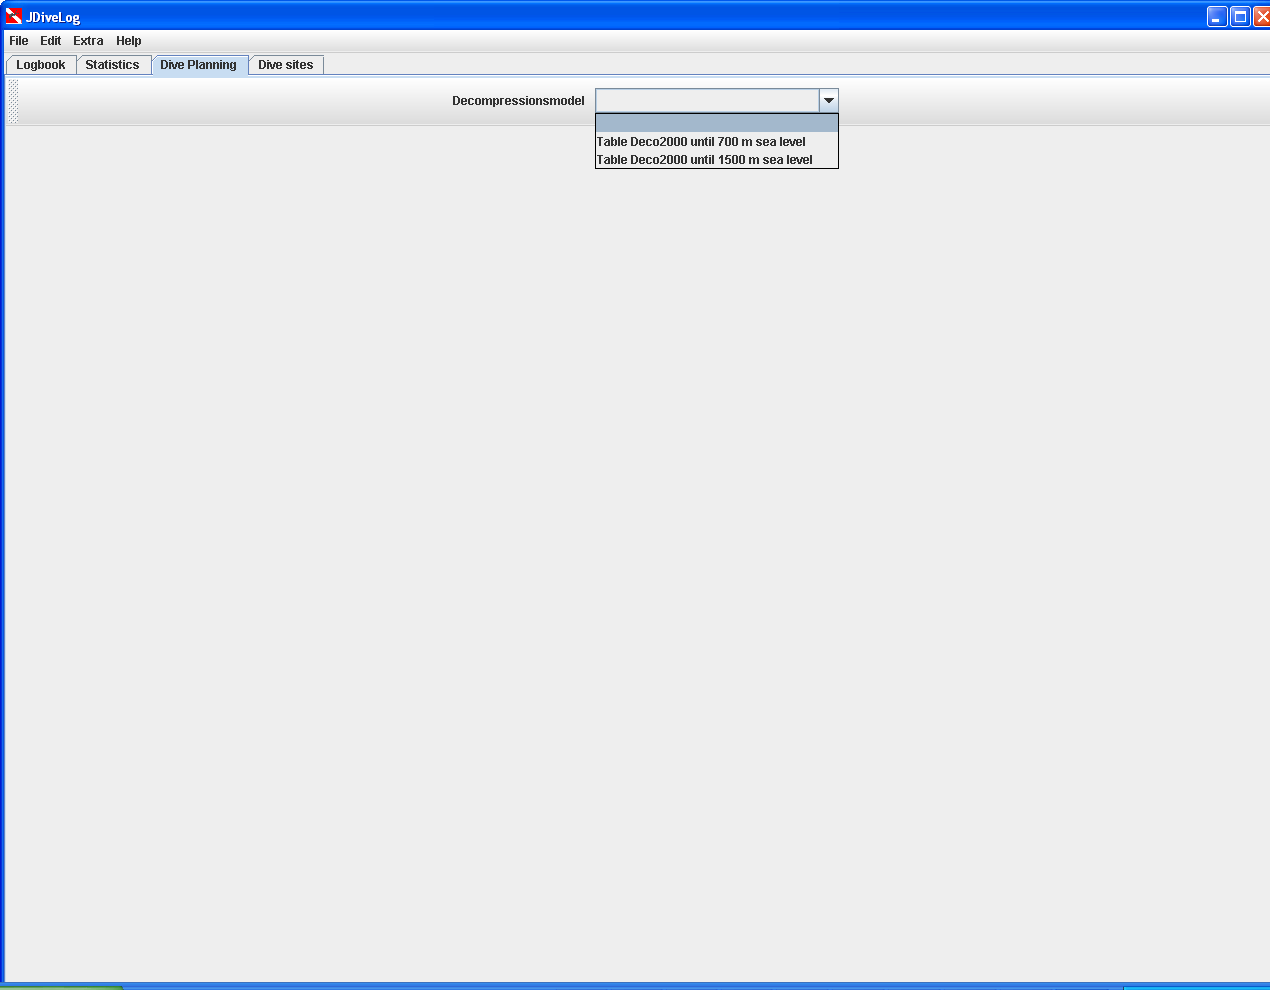 JDiveLog
File Edit Extra Help
Logbook Statistics Dive Planning Dive sites
Decompressionsmodel
Table Deco2000 until 700 m sea level
Table Deco2000 until 1500 m sea level